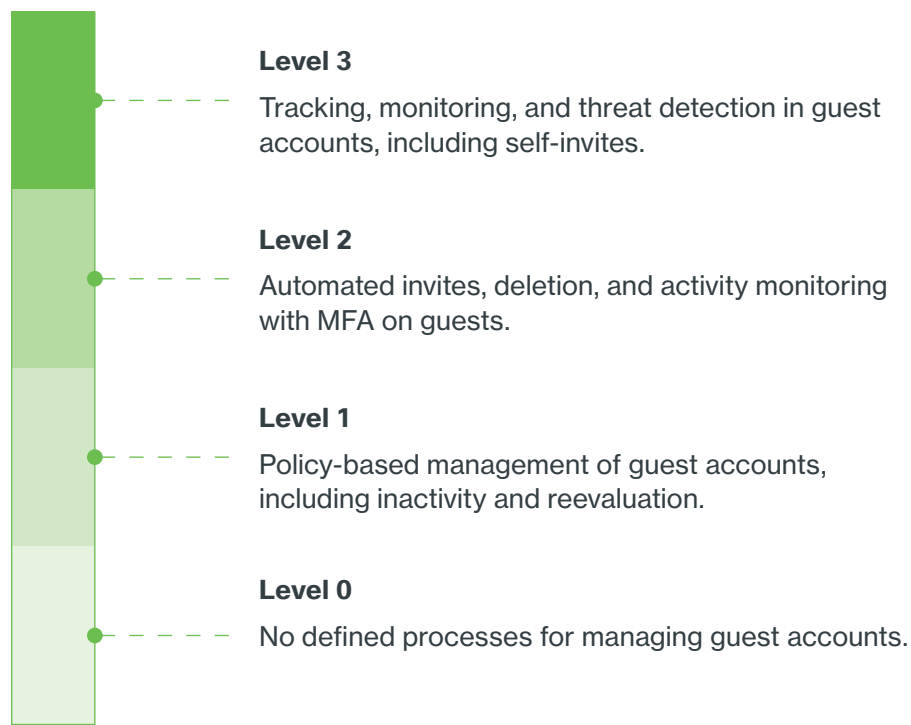 Level 3
Tracking, monitoring, and threat detection in guest
accounts, including self-invites.
Level 2
Automated invites, deletion, and activity monitoring
with MFA on guests.
Level 1
Policy-based management of guest accounts,
including inactivity and reevaluation.
Level 0
No defined processes for managing guest accounts.